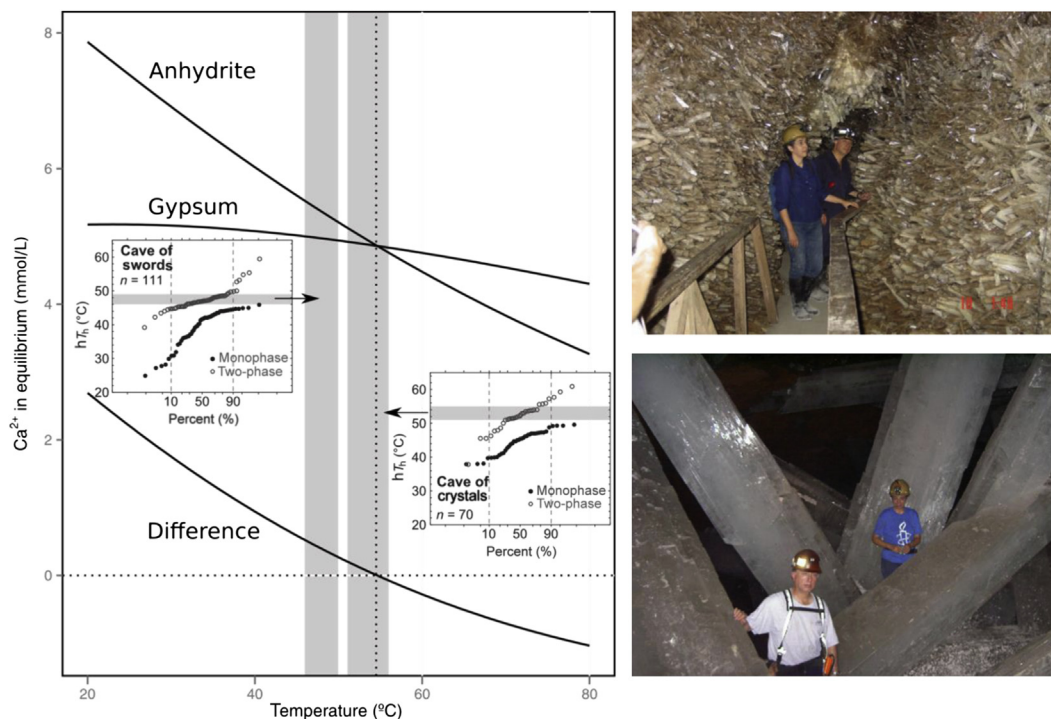 8
6
4
2
0
Ca2+ in equilibrium (mmol/L)
20
40
60
80
Temperature (ºC)
Anhydrite
Gypsum
Difference
Cave of
swords
n = 111
60
50
40
30
20
hTh (°C)
Monophase
Two-phase
10
50
90
Percent (%)
60
50
40
30
20
hTh (°C)
Cave of
crystals
n = 70
Monophase
Two-phase
10
50
90
Percent (%)